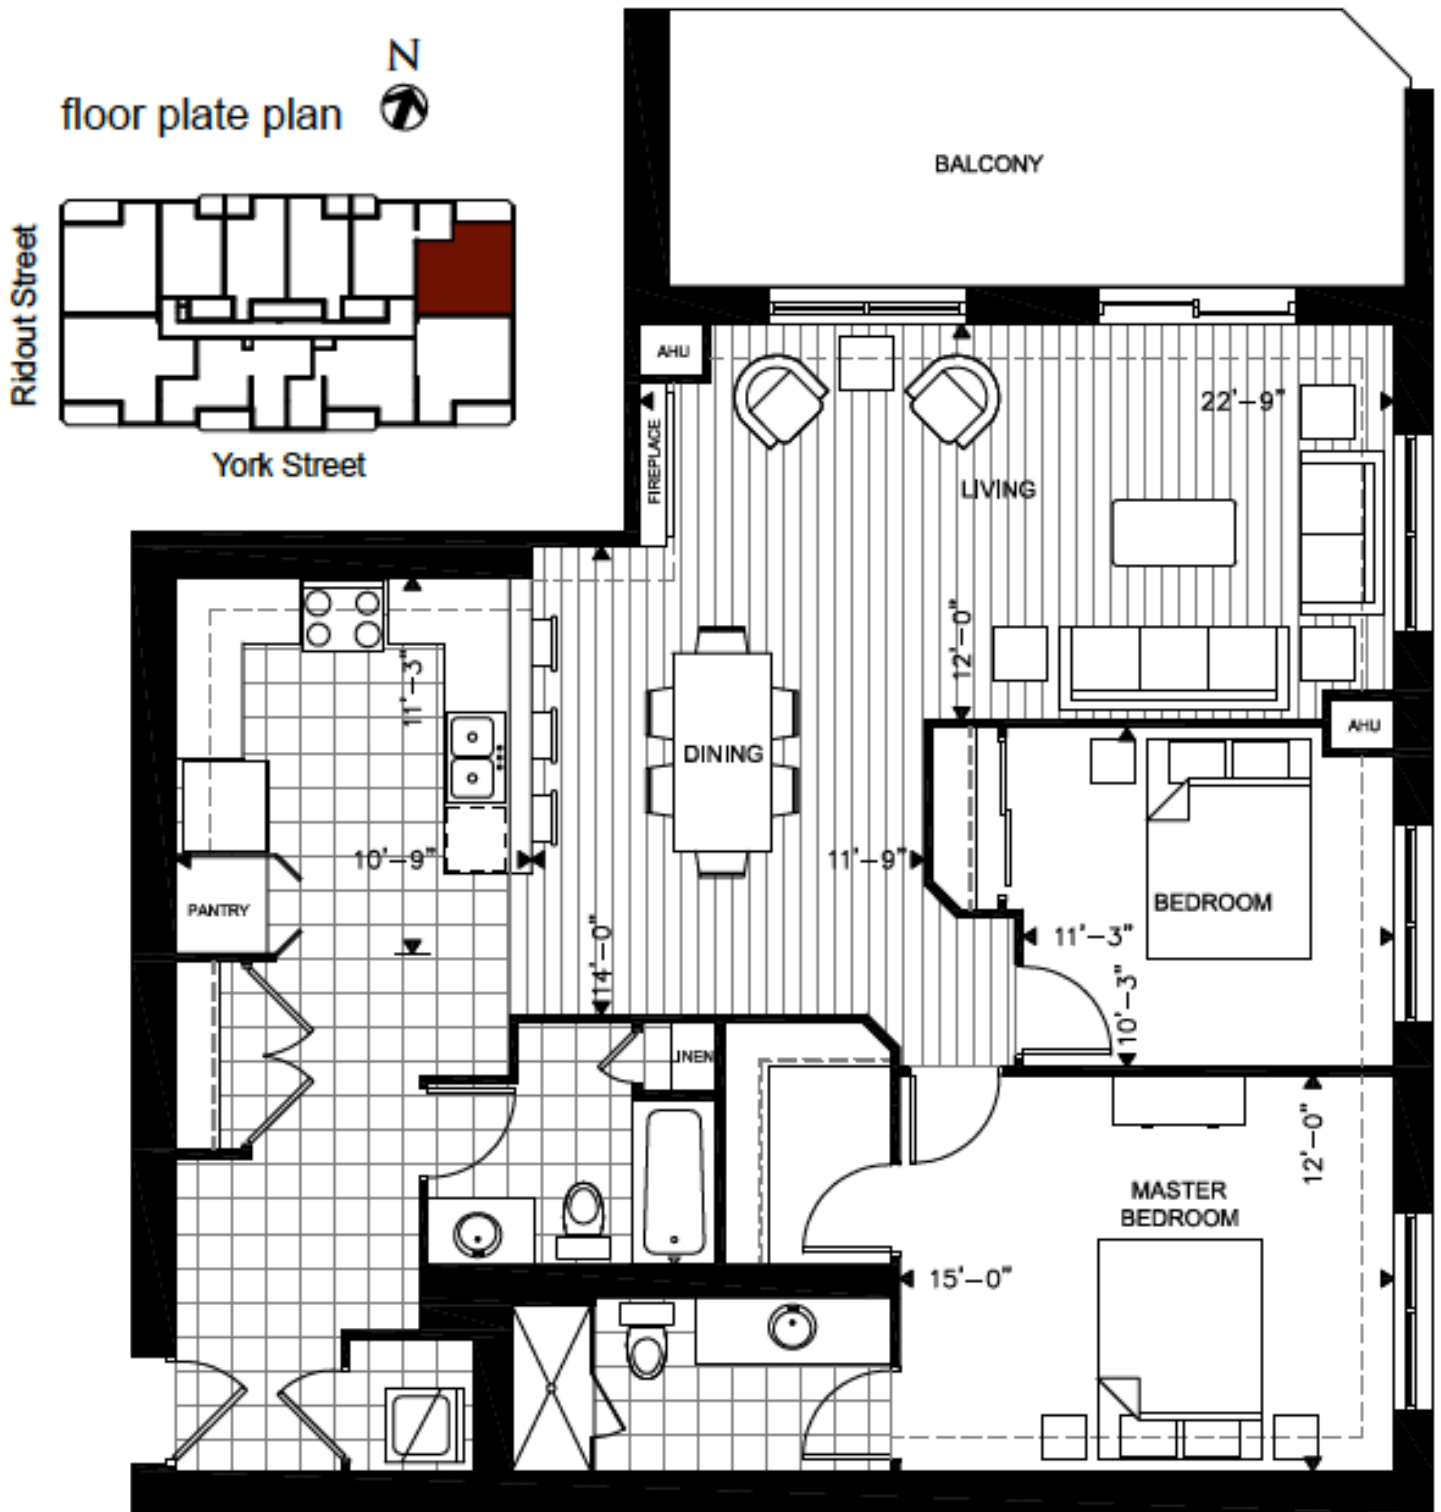 N
floor plate plan
Ridout Street
York Street
BALCONY
AHU
22'-9"
FIREPLACE
LIVING
12'-0"
11'-3"
AHU
DINING
10'-9"
11'-9"
PANTRY
BEDROOM
11'-3"
14'-0"
10'-3"
LINEN
12'-0"
MASTER
BEDROOM
15'-0"